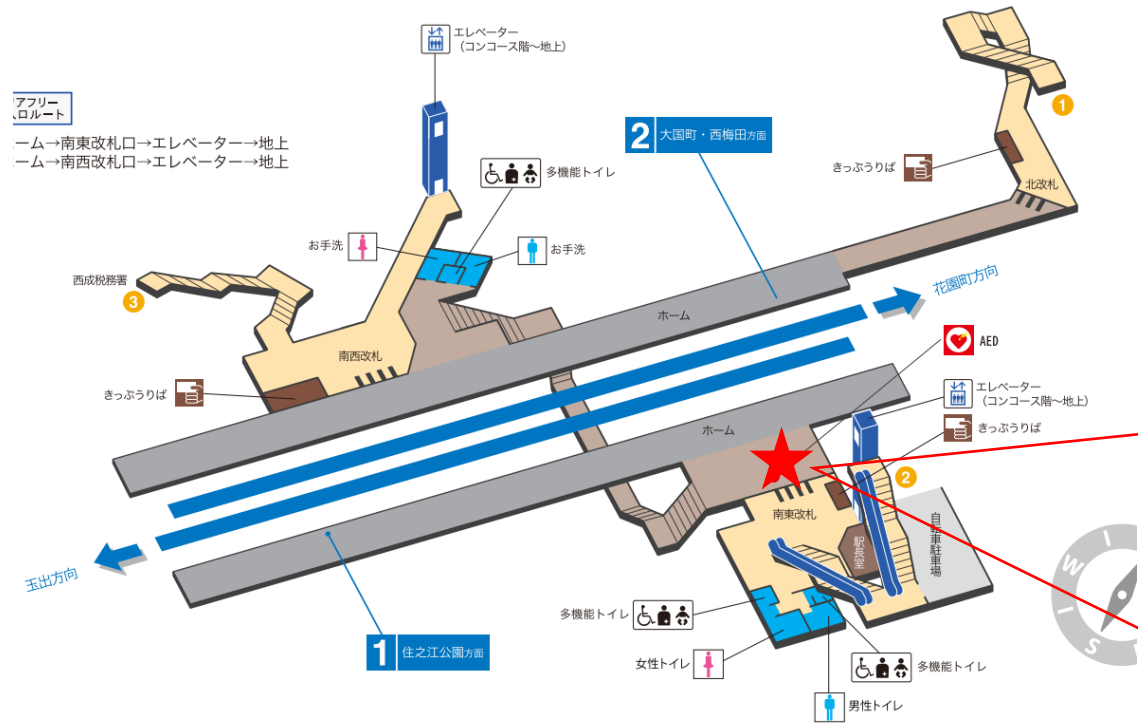 エレベーター
（コンコース階〜地上）
アフリー
ロルート
ーム→南東改札口→エレベーター→地上
ーム→南西改札口→エレベーター→地上
2 大国町・西梅田方面
1
きっぷうりば
北改札
多機能トイレ
お手洗
お手洗
西成税務署
3
花園町方向
ホーム
AED
南西改札
きっぷうりば
エレベーター
（コンコース階〜地上）
ホーム
きっぷうりば
2
南東改札
駅長室
自転車駐車場
玉出方向
W
I
I
S
多機能トイレ
1 住之江公園方面
女性トイレ
多機能トイレ
男性トイレ